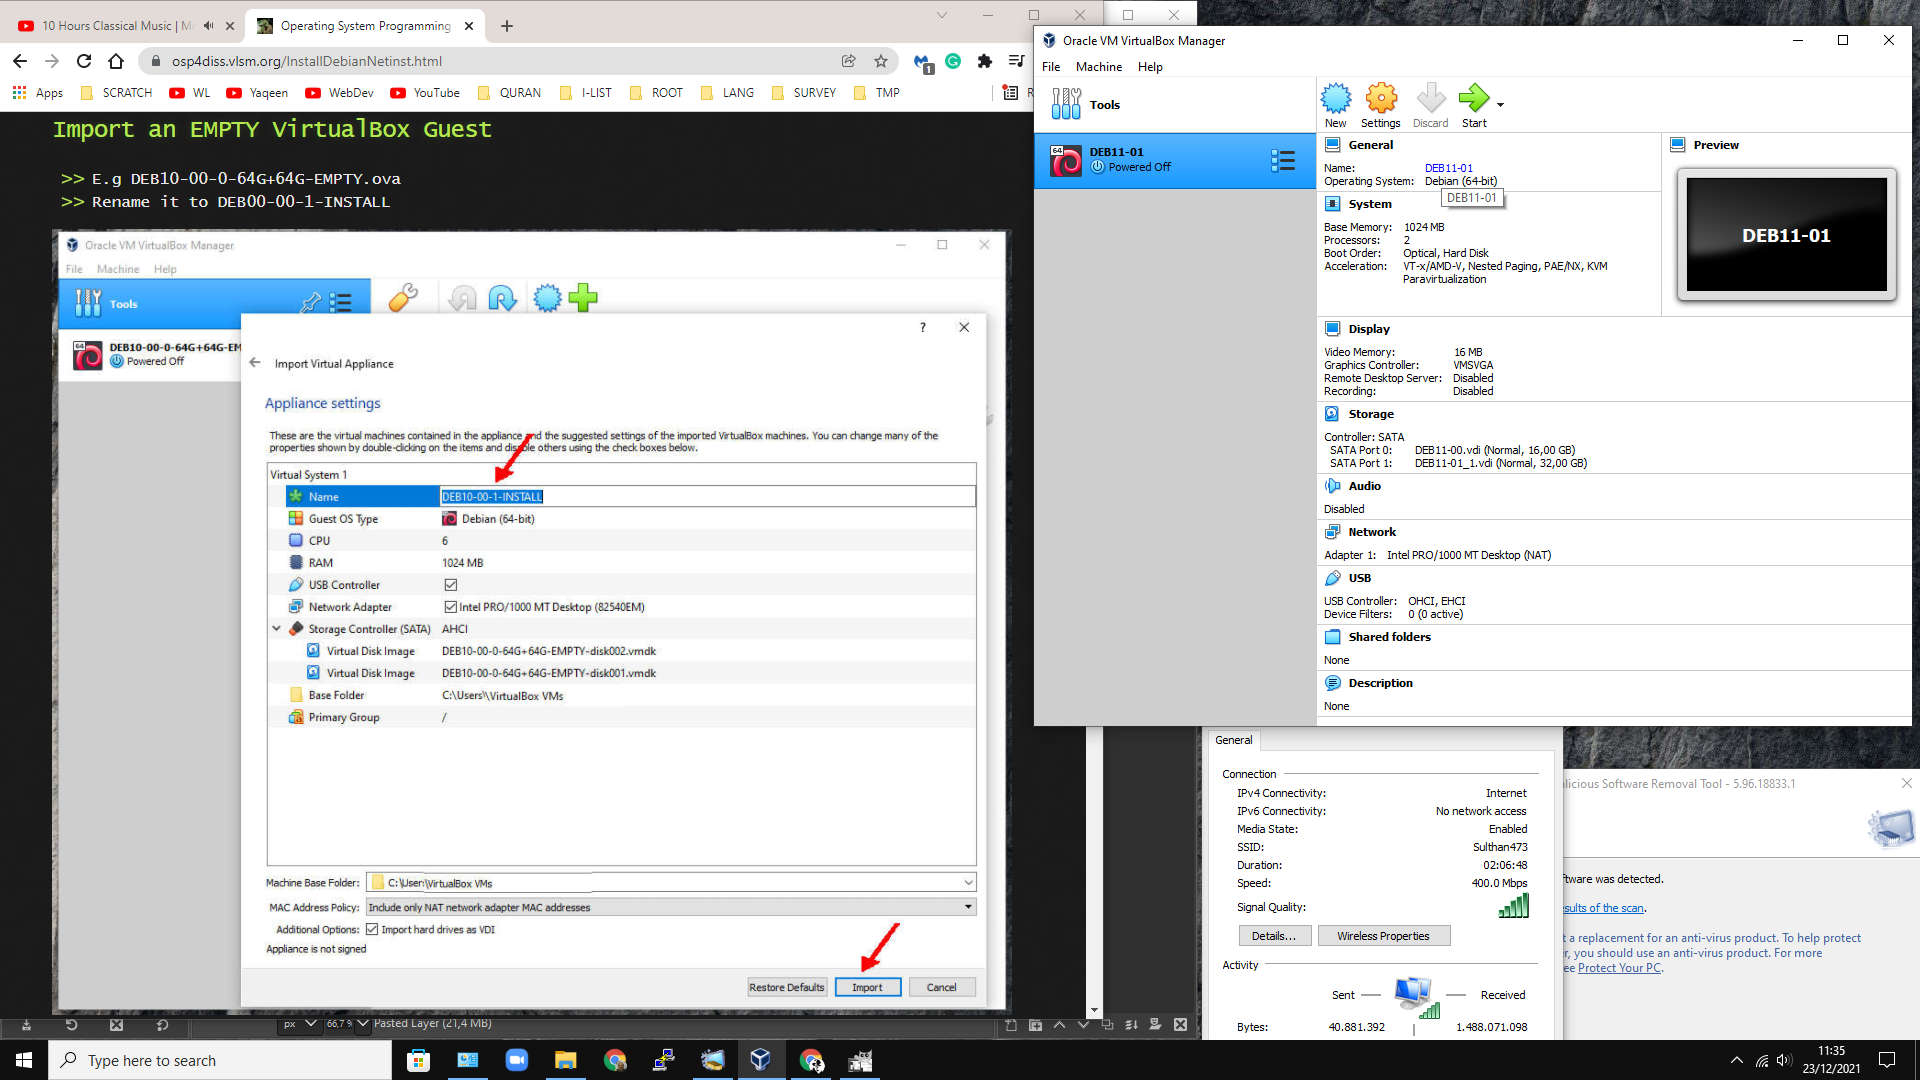 10 Hours Classical Music | M
Operating System Programming
osp4diss.vlsm.org/InstallDebianNetinst.html
1
Apps
SCRATCH
WL
Yaqeen
WebDev
YouTube
QURAN
I-LIST
ROOT
LANG
SURVEY
TMP
R
Import an EMPTY VirtualBox Guest
>> E.g DEB10-00-0-64G+64G-EMPTY.ova
>> Rename it to DEB00-00-1-INSTALL
Oracle VM VirtualBox Manager
File Machine Help
Tools
64
DEB10-00-0-64G+64G-EM
Powered Off
?
Import Virtual Appliance
Appliance settings
These are the virtual machines contained in the appliance and the suggested settings of the imported VirtualBox machines. You can change many of the
properties shown by double-clicking on the items and disable others using the check boxes below.
Virtual System 1
Name DEB10-00-1-INSTALL
Guest OS Type Debian (64-bit)
CPU 6
RAM 1024 MB
USB Controller
Network Adapter Intel PRO/1000 MT Desktop (82540EM)
Storage Controller (SATA) AHCI
Virtual Disk Image DEB10-00-0-64G+64G-EMPTY-disk002.vmdk
Virtual Disk Image DEB10-00-0-64G+64G-EMPTY-disk001.vmdk
Base Folder C:\Users\\VirtualBox VMs
Primary Group /
Machine Base Folder: C:\User:\VirtualBox VMs
MAC Address Policy: Include only NAT network adapter MAC addresses
Additional Options: Import hard drives as VDI
Appliance is not signed
Restore Defaults Import Cancel
px 66,7 % Pasted Layer (21,4 MB)
Oracle VM VirtualBox Manager
File Machine Help
Tools
New Settings Discard Start
64
DEB11-01
Powered Off
General
Name: DEB11-01
Operating System: Debian (64-bit)
DEB11-01
Preview
DEB11-01
System
Base Memory: 1024 MB
Processors: 2
Boot Order: Optical, Hard Disk
Acceleration: VT-x/AMD-V, Nested Paging, PAE/NX, KVM
Paravirtualization
Display
Video Memory: 16 MB
Graphics Controller: VMSVGA
Remote Desktop Server: Disabled
Recording: Disabled
Storage
Controller: SATA
SATA Port 0: DEB11-00.vdi (Normal, 16,00 GB)
SATA Port 1: DEB11-01_1.vdi (Normal, 32,00 GB)
Audio
Disabled
Network
Adapter 1: Intel PRO/1000 MT Desktop (NAT)
USB
USB Controller: OHCI, EHCI
Device Filters: 0 (0 active)
Shared folders
None
Description
None
General
Connection
IPv4 Connectivity: Internet
IPv6 Connectivity: No network access
Media State: Enabled
SSID: Sulthan473
Duration: 02:06:48
Speed: 400.0 Mbps
Signal Quality:
Details... Wireless Properties
Activity
Sent Received
Bytes: 40.881.392 1.488.071.098
licious Software Removal Tool - 5.96.18833.1
ftware was detected.
sults of the scan.
t a replacement for an anti-virus product. To help protect
r, you should use an anti-virus product. For more
ee Protect Your PC.
Type here to search
11:35
23/12/2021